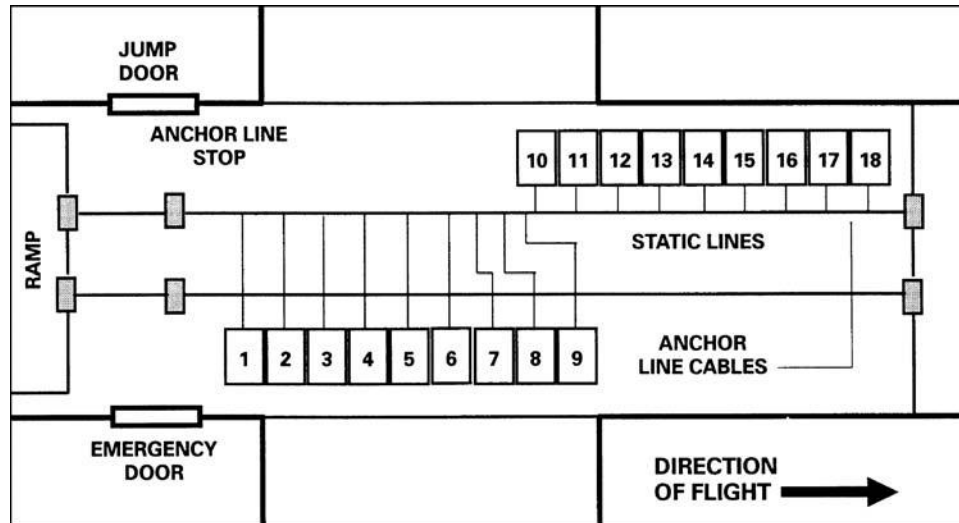 JUMP
DOOR
ANCHOR LINE
STOP
10 11 12 13 14 15 16 17 18
RAMP
STATIC LINES
1 2 3 4 5 6 7 8 9
ANCHOR
LINE CABLES
EMERGENCY
DOOR
DIRECTION
OF FLIGHT